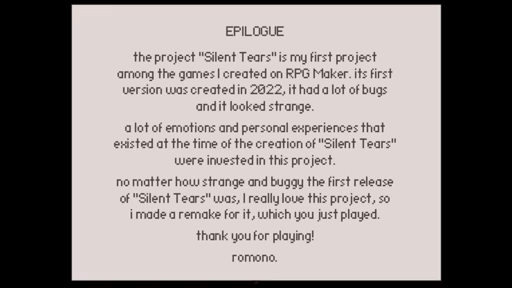 EPILOGUE
the project "Silent Tears" is my first project
among the games I created on RPG Maker. its first
version was created in 2022, it had a lot of bugs
and it looked strange.
a lot of emotions and personal experiences that
existed at the time of the creation of "Silent Tears"
were invested in this project.
no matter how strange and buggy the first release
of "Silent Tears" was, I really love this project, so
i made a remake for it, which you just played.
thank you for playing!
romono.